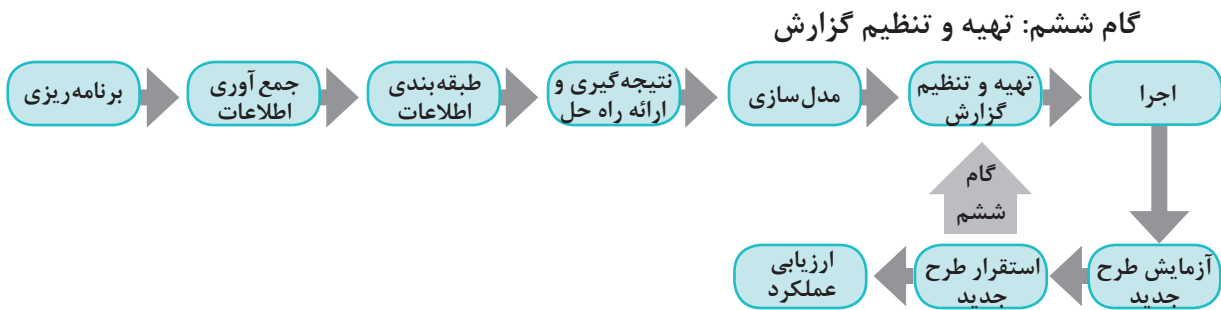 گام ششم: تهیه و تنظیم گزارش
برنامه‌ریزی
جمع‌آوری
اطلاعات
طبقه‌بندی
اطلاعات
نتیجه‌گیری و
ارائه راه حل
مدل‌سازی
تهیه و تنظیم
گزارش
اجرا
گام
ششم
آزمایش طرح
جدید
استقرار طرح
جدید
ارزیابی
عملکرد